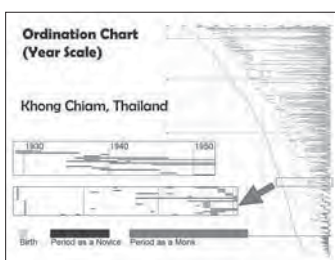 Ordination Chart
(Year Scale)
Khong Chiam, Thailand
1930 1940 1950
Birth Period as a Novice Period as a Monk